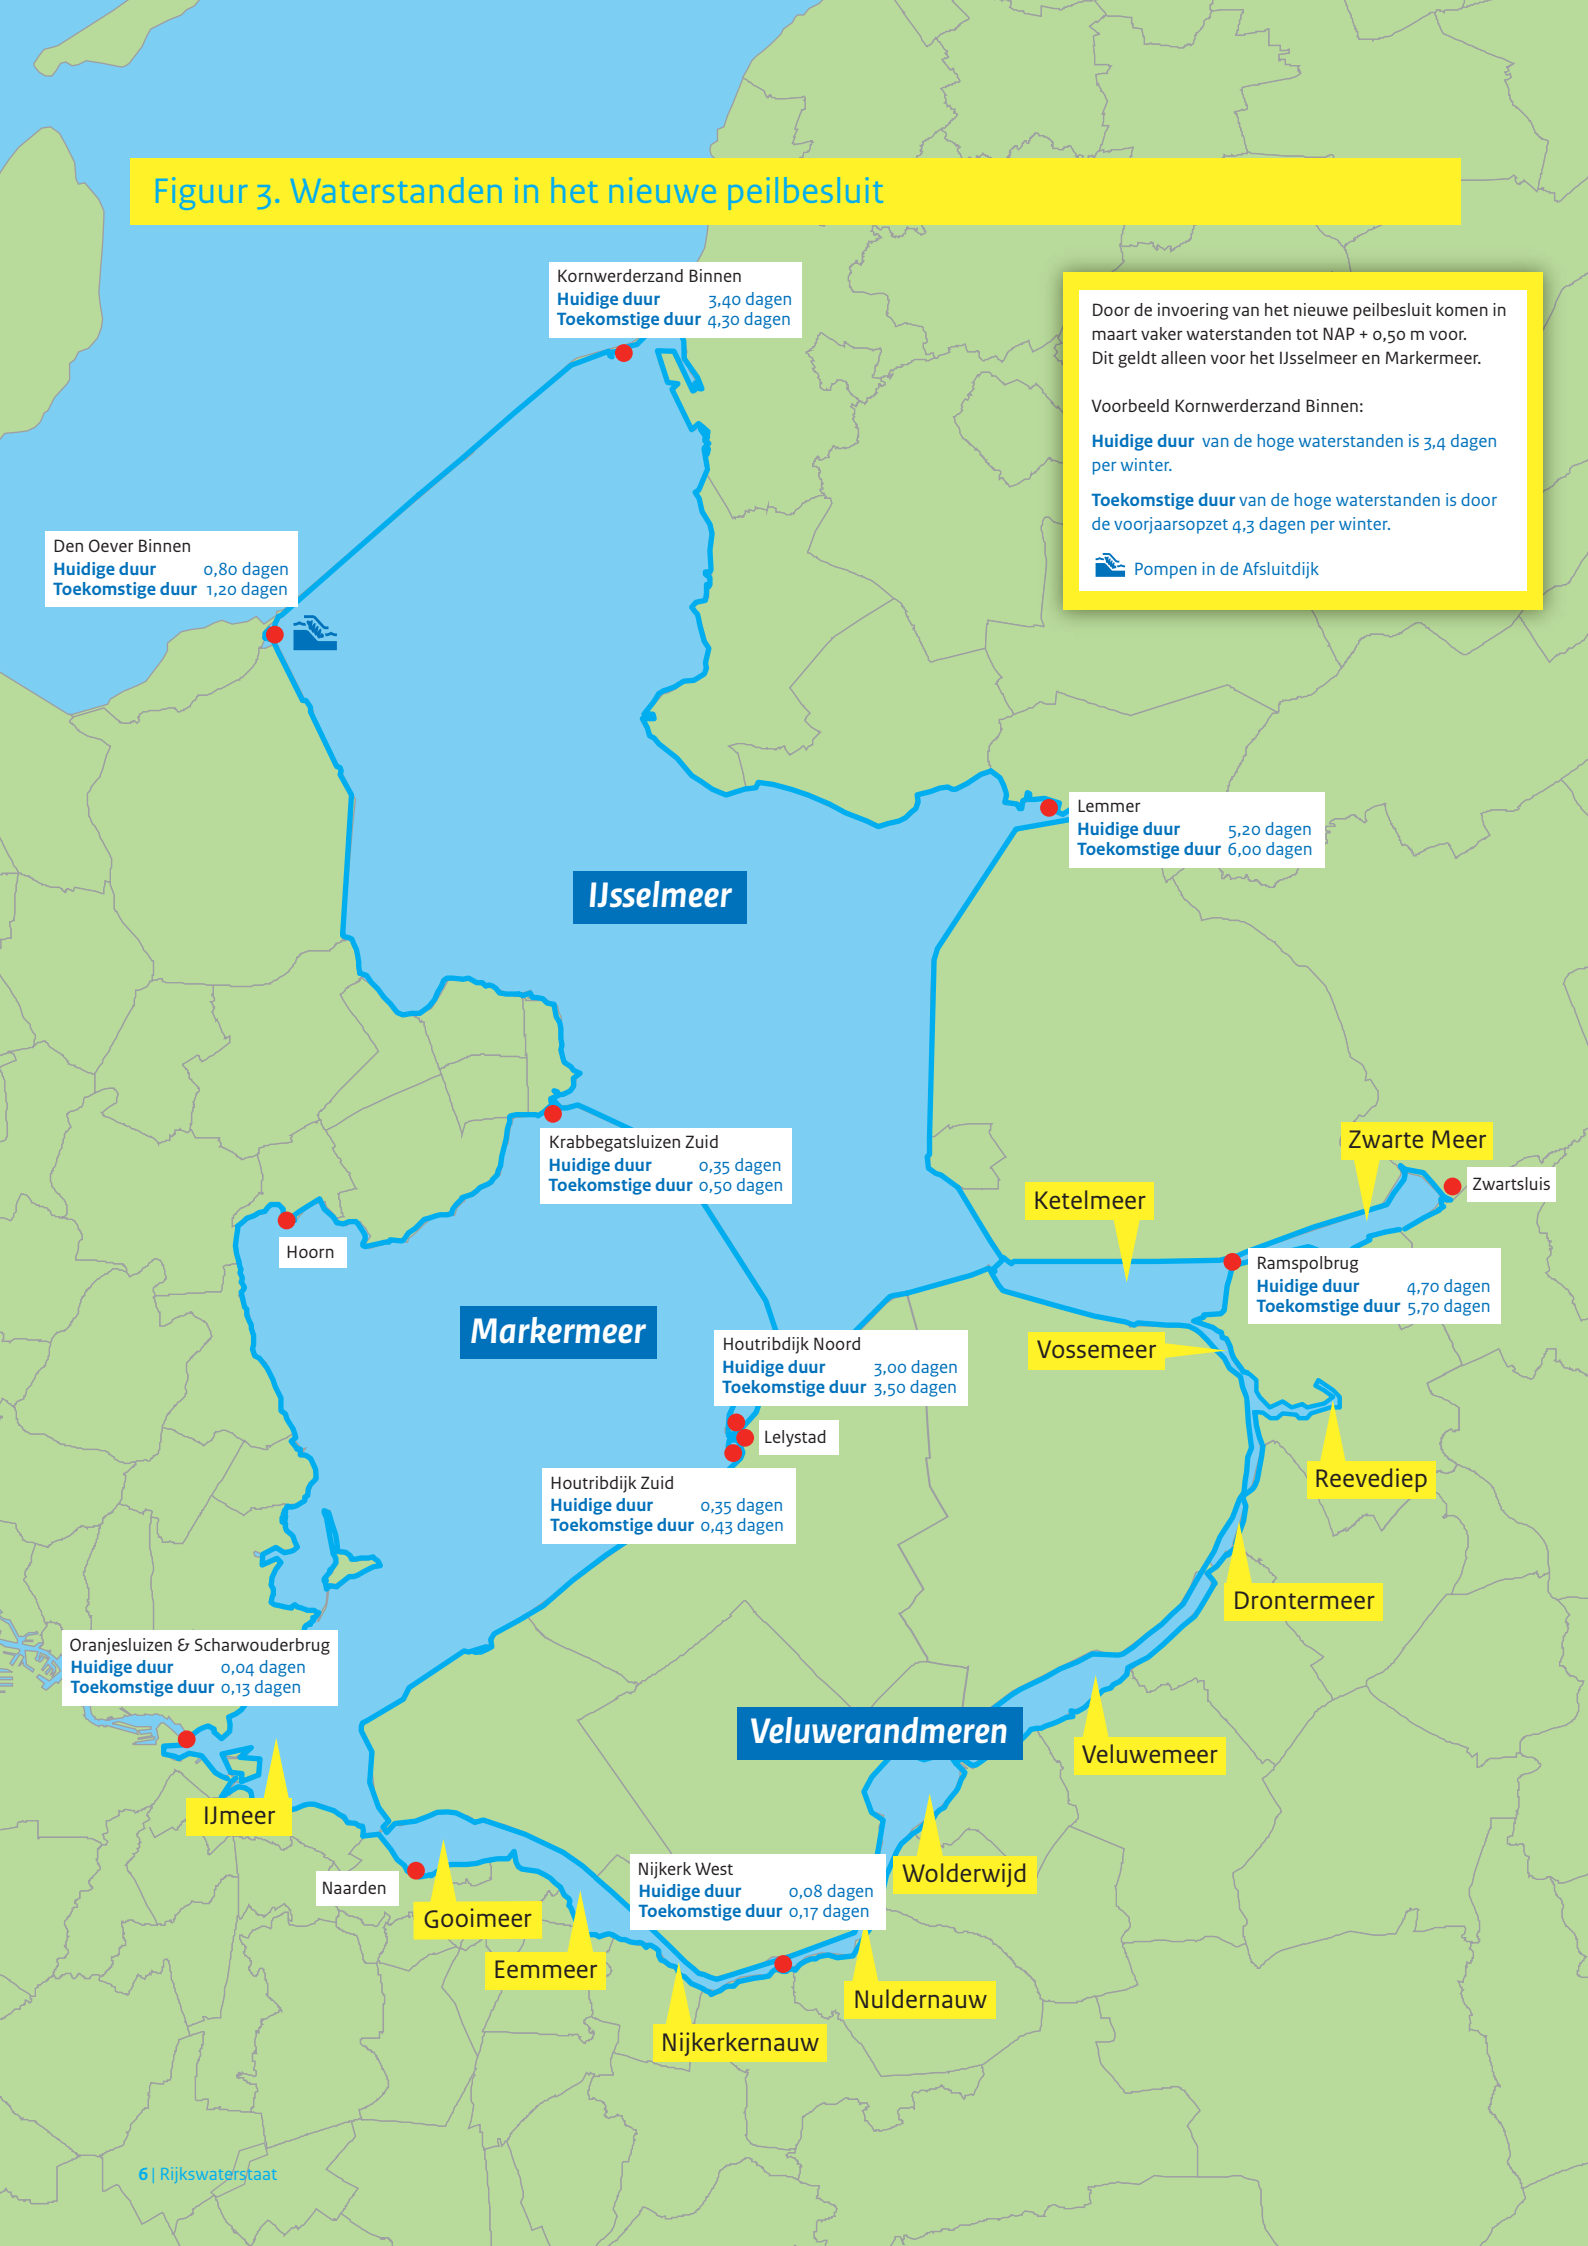 Figuur 3. Waterstanden in het nieuwe peilbesluit
Kornwerderzand Binnen
Huidige duur 3,40 dagen
Toekomstige duur 4,30 dagen
Door de invoering van het nieuwe peilbesluit komen in
maart vaker waterstanden tot NAP + 0,50 m voor.
Dit geldt alleen voor het IJsselmeer en Markermeer.
Voorbeeld Kornwerderzand Binnen:
Huidige duur van de hoge waterstanden is 3,4 dagen
per winter.
Toekomstige duur van de hoge waterstanden is door
de voorjaarsopzet 4,3 dagen per winter.
Pompen in de Afsluitdijk
Den Oever Binnen
Huidige duur 0,80 dagen
Toekomstige duur 1,20 dagen
Lemmer
Huidige duur 5,20 dagen
Toekomstige duur 6,00 dagen
IJsselmeer
Krabbegatsluizen Zuid
Huidige duur 0,35 dagen
Toekomstige duur 0,50 dagen
Zwarte Meer
Zwartsluis
Ketelmeer
Hoorn
Ramspolbrug
Huidige duur 4,70 dagen
Toekomstige duur 5,70 dagen
Markermeer
Houtribdijk Noord
Huidige duur 3,00 dagen
Toekomstige duur 3,50 dagen
Vossemeer
Lelystad
Reevediep
Houtribdijk Zuid
Huidige duur 0,35 dagen
Toekomstige duur 0,43 dagen
Drontermeer
Oranjesluizen & Scharwouderbrug
Huidige duur 0,04 dagen
Toekomstige duur 0,13 dagen
Veluwerandmeren
Veluwemeer
IJmeer
Nijkerk West
Huidige duur 0,08 dagen
Toekomstige duur 0,17 dagen
Wolderwijd
Naarden
Gooimeer
Eemmeer
Nuldernauw
Nijkerkernauw
6 | Rijkswaterstaat